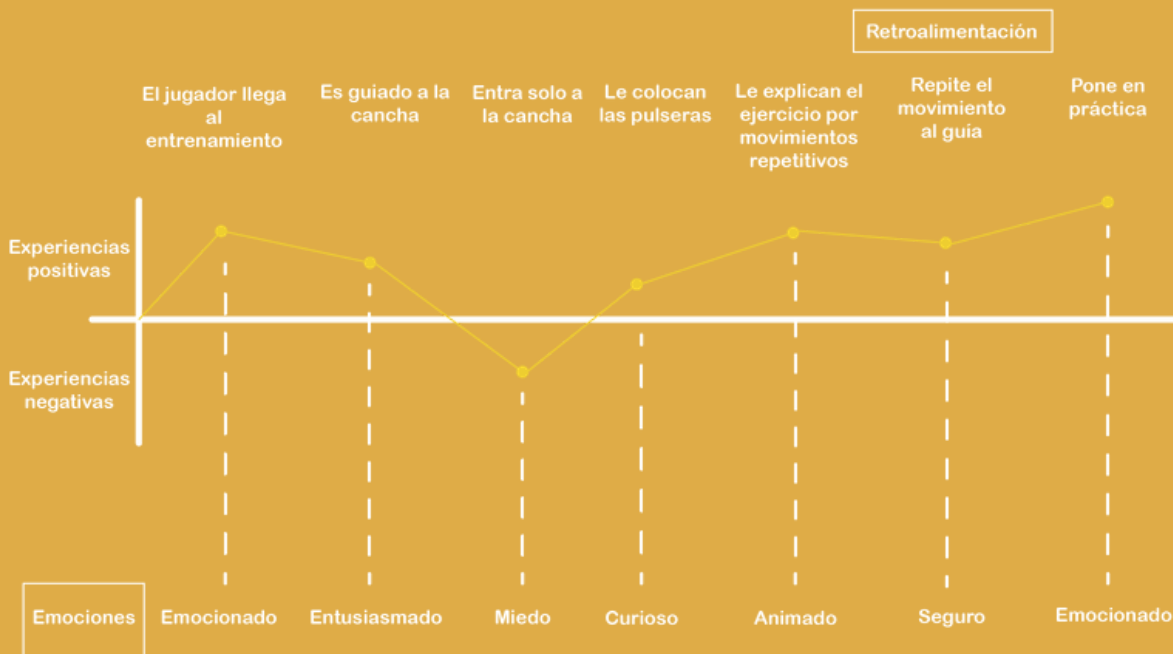 Retroalimentación
El jugador llega
al
entrenamiento
Es guiado a la
cancha
Entra solo a
la cancha
Le colocan
las pulseras
Le explican el
ejercicio por
movimientos
repetitivos
Repite el
movimiento
al guía
Pone en
práctica
Experiencias
positivas
Experiencias
negativas
Emociones
Emocionado
Entusiasmado
Miedo
Curioso
Animado
Seguro
Emocionado